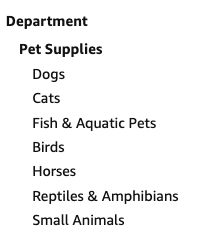 Department
Pet Supplies
Dogs
Cats
Fish & Aquatic Pets
Birds
Horses
Reptiles & Amphibians
Small Animals